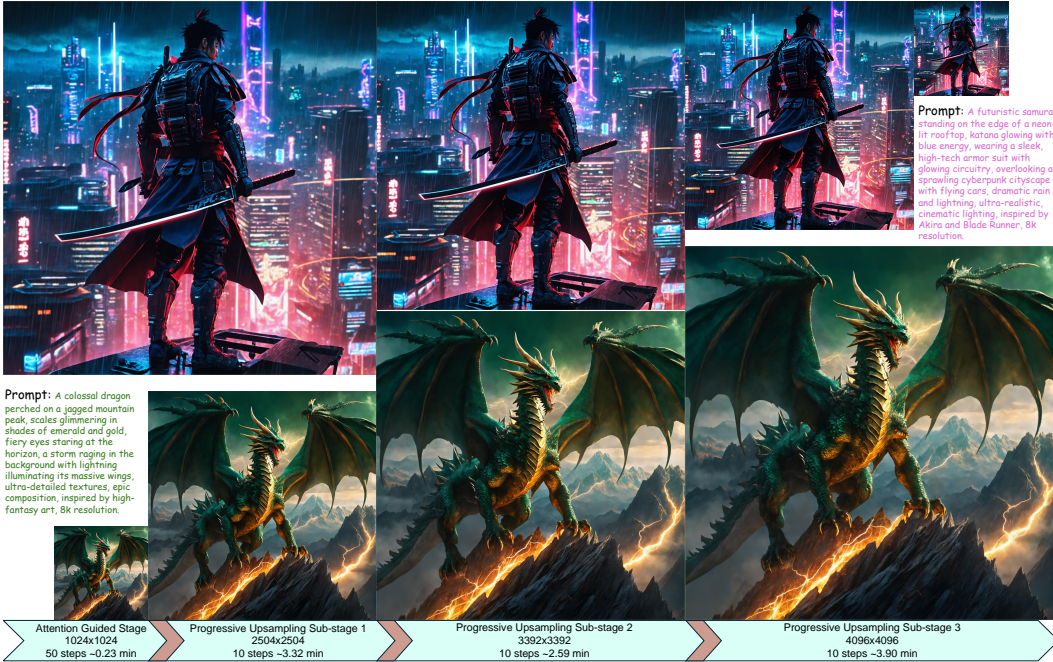 Prompt: A futuristic samura
standing on the edge of a neon-
lit rooftop, katana glowing with
blue energy, wearing a sleek,
high-tech armor suit with
glowing circuitry, overlooking a
sprawling cyberpunk cityscape
with flying cars, dramatic rain
and lightning, ultra-realistic,
cinematic lighting, inspired by
Akira and Blade Runner, 8k
resolution.
Prompt: A colossal dragon
perched on a jagged mountain
peak, scales glimmering in
shades of emerald and gold,
fiery eyes staring at the
horizon, a storm raging in the
background with lightning
illuminating its massive wings,
ultra-detailed textures, epic
composition, inspired by high-
fantasy art, 8k resolution.
Attention Guided Stage
1024x1024
50 steps ~0.23 min
Progressive Upsampling Sub-stage 1
2504x2504
10 steps ~3.32 min
Progressive Upsampling Sub-stage 2
3392x3392
10 steps ~2.59 min
Progressive Upsampling Sub-stage 3
4096x4096
10 steps ~3.90 min